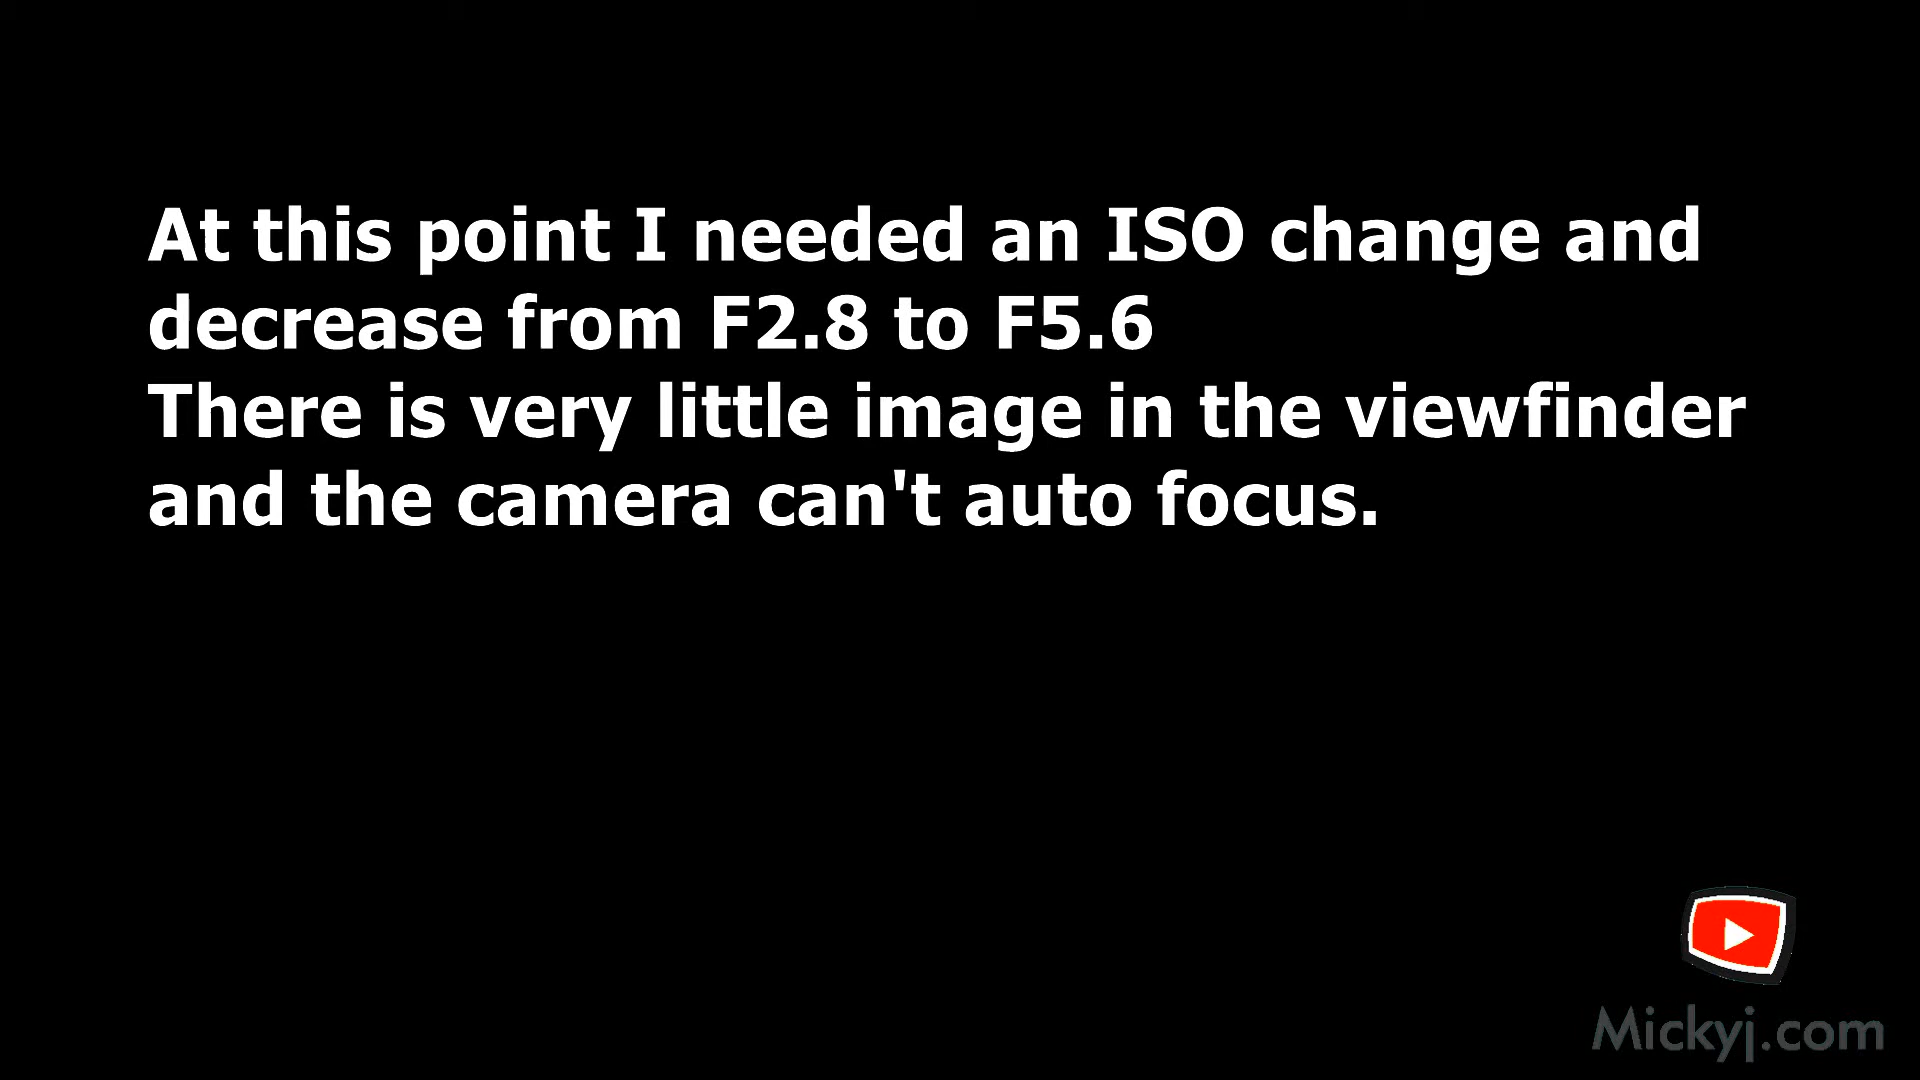 At this point I needed an ISO change and
decrease from F2.8 to F5.6
There is very little image in the viewfinder
and the camera can't auto focus.
Mickyj.com